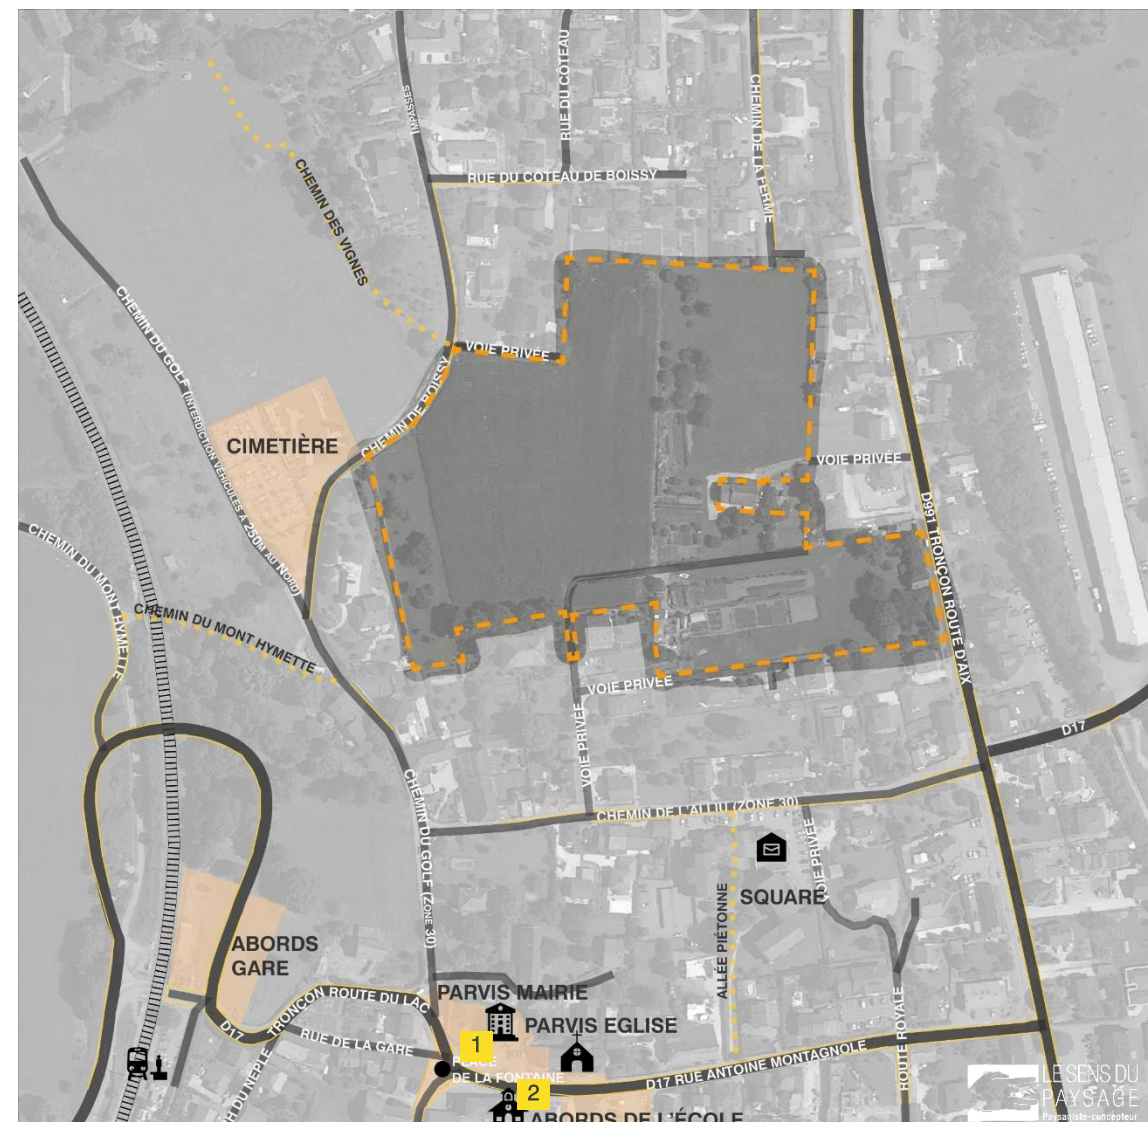 IMPASSES
RUE DU CÔTEAU
CHEMIN DE LA FERME
RUE DU CÔTEAU DE BOISSY
CHEMIN DES VIGNES
CHEMIN DU GOLF (INTERDICTION VÉHICULES À 250M AU NORD)
VOIE PRIVÉE
CHEMIN DE BOISSY
CIMETIÈRE
VOIE PRIVÉE
D991 TRONÇON ROUTE D'AIX
CHEMIN DU MONT HYMETTE
CHEMIN DU MONT HYMETTE
VOIE PRIVÉE
VOIE PRIVÉE
D17
CHEMIN DU GOLF (ZONE 30)
CHEMIN DE L'ALLIU (ZONE 30)
VOIE PRIVÉE
SQUARE
ALLÉE PIÉTONNE
ABORDS
GARE
PARVIS MAIRIE
TRONÇON ROUTE DU LAC
D17
RUE DE LA GARE
PARVIS EGLISE
1
PLACE
DE LA FONTAINE
D17 RUE ANTOINE MONTAGNOLE
ROUTE ROYALE
2
ABORDS DE L'ÉCOLE
LE SENS DU
PAYSAGE
Paysagiste-concepteur